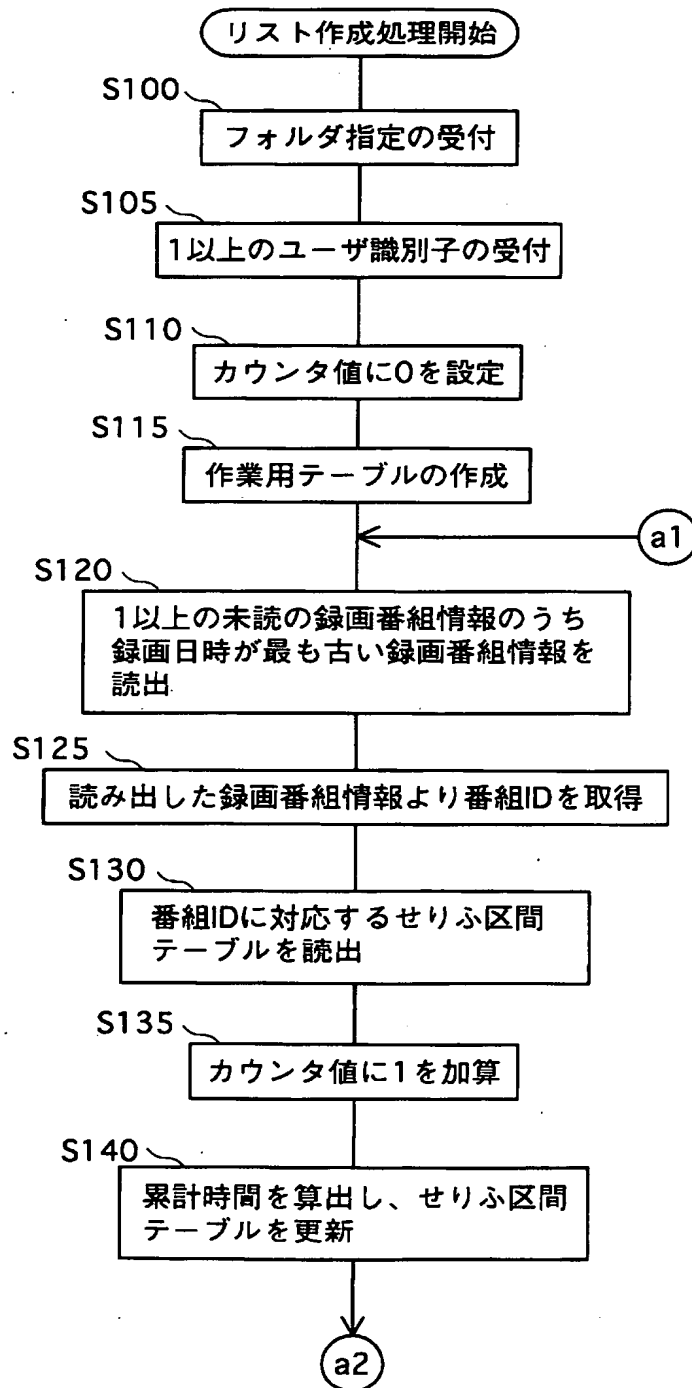 リスト作成処理開始
S100
フォルダ指定の受付
S105
1以上のユーザ識別子の受付
S110
カウンタ値に0を設定
S115
作業用テーブルの作成
a1
S120
1以上の未読の録画番組情報のうち
録画日時が最も古い録画番組情報を
読出
S125
読み出した録画番組情報より番組IDを取得
S130
番組IDに対応するせりふ区間
テーブルを読出
S135
カウンタ値に1を加算
S140
累計時間を算出し、せりふ区間
テーブルを更新
a2